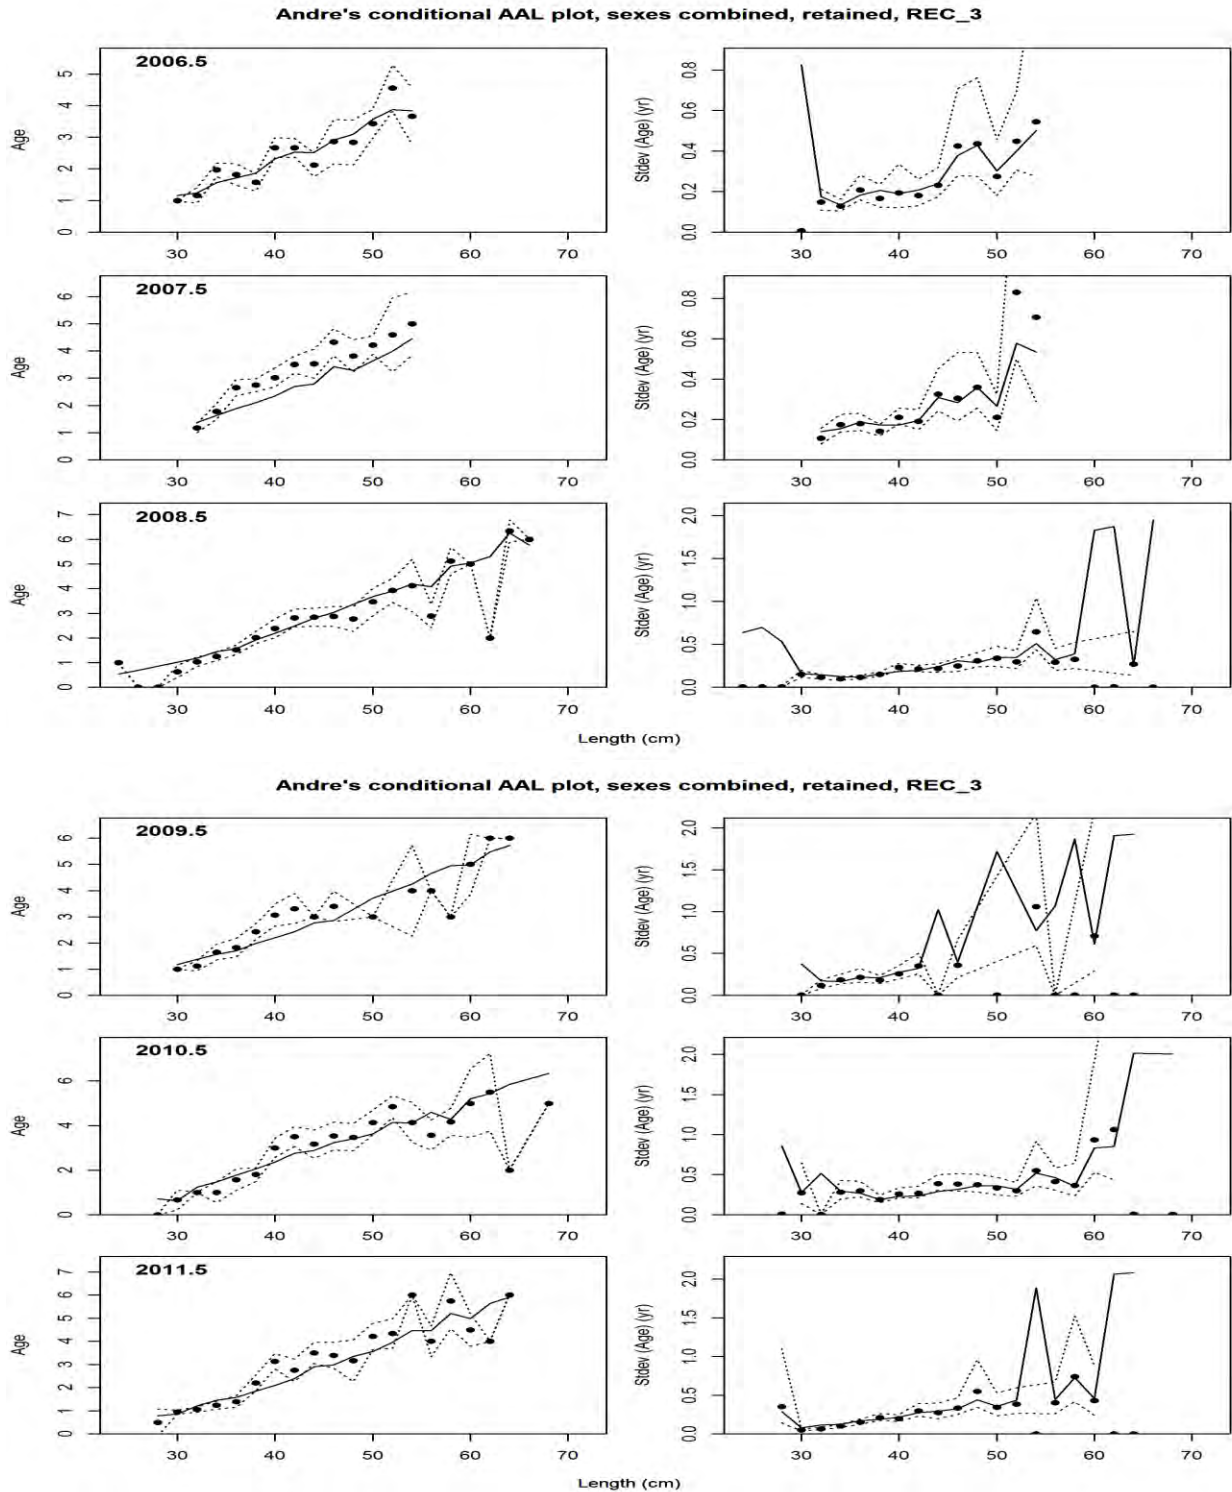 Andre's conditional AAL plot, sexes combined, retained, REC_3
2006.5
Age
0 1 2 3 4 5
30 40 50 60 70
Stdev (Age) (yr)
0.0 0.2 0.4 0.6 0.8
30 40 50 60 70
2007.5
Age
0 1 2 3 4 5 6
30 40 50 60 70
Stdev (Age) (yr)
0.0 0.2 0.4 0.6 0.8
30 40 50 60 70
2008.5
Age
0 1 2 3 4 5 6 7
30 40 50 60 70
Stdev (Age) (yr)
0.0 0.5 1.0 1.5 2.0
30 40 50 60 70
Length (cm)
Andre's conditional AAL plot, sexes combined, retained, REC_3
2009.5
Age
0 1 2 3 4 5 6
30 40 50 60 70
Stdev (Age) (yr)
0.0 0.5 1.0 1.5 2.0
30 40 50 60 70
2010.5
Age
0 2 4 6
30 40 50 60 70
Stdev (Age) (yr)
0.0 0.5 1.0 1.5 2.0
30 40 50 60 70
2011.5
Age
0 1 2 3 4 5 6 7
30 40 50 60 70
Stdev (Age) (yr)
0.0 0.5 1.0 1.5 2.0
30 40 50 60 70
Length (cm)